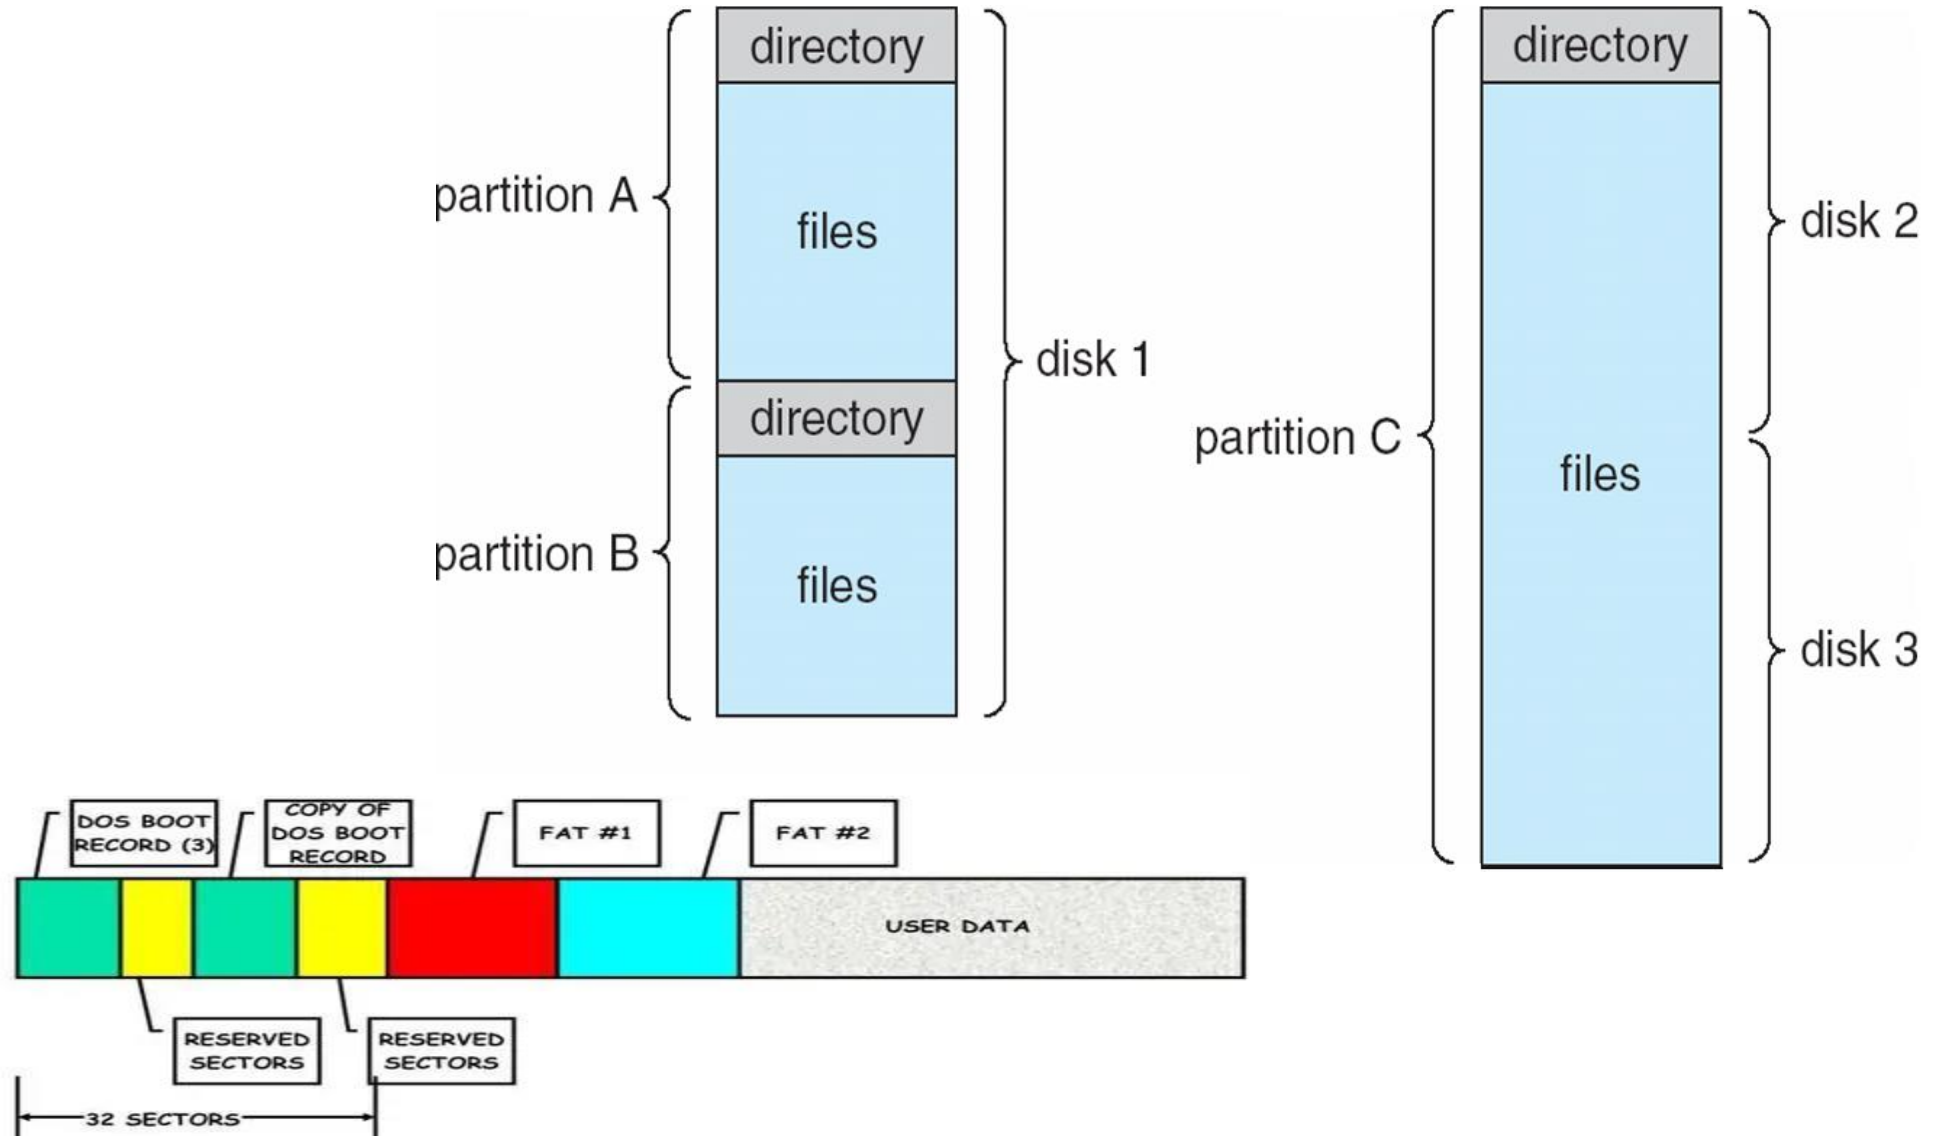 directory
files
partition A
directory
files
partition B
disk 1
directory
files
partition C
disk 2
disk 3
DOS BOOT
RECORD (3)
COPY OF
DOS BOOT
RECORD
FAT #1
FAT #2
USER DATA
RESERVED
SECTORS
RESERVED
SECTORS
32 SECTORS